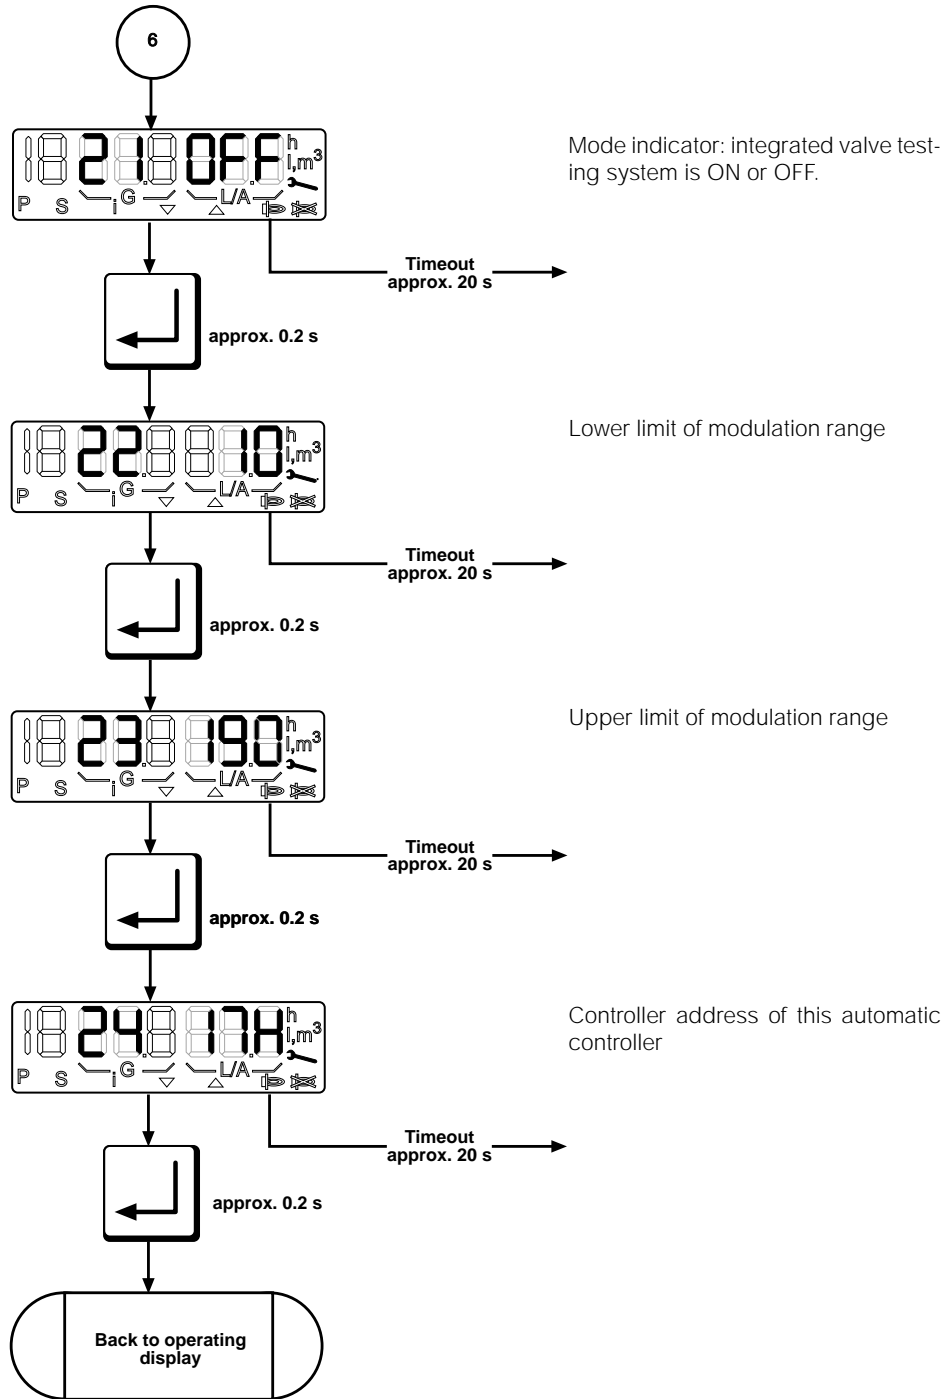 6
21. OFF
h
l,m³
P S i G L/A
Mode indicator: integrated valve test-
ing system is ON or OFF.
Timeout
approx. 20 s
approx. 0.2 s
22. 1.0
h
l,m³
P S i G L/A
Lower limit of modulation range
Timeout
approx. 20 s
approx. 0.2 s
23. 19.0
h
l,m³
P S i G L/A
Upper limit of modulation range
Timeout
approx. 20 s
approx. 0.2 s
24. 17.H
h
l,m³
P S i G L/A
Controller address of this automatic
controller
Timeout
approx. 20 s
approx. 0.2 s
Back to operating
display